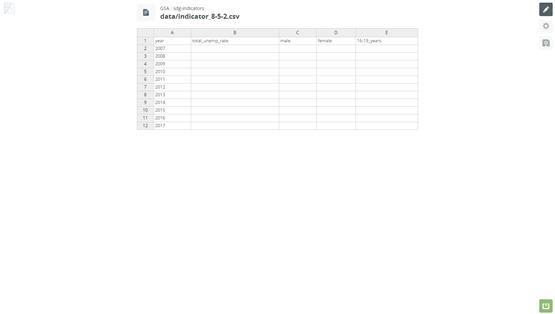 GSA / sdg-indicators
data/indicator_8-5-2.csv
A B C D E
1 year total_unemp_rate male female 16-19_years
2 2007
3 2008
4 2009
5 2010
6 2011
7 2012
8 2013
9 2014
10 2015
11 2016
12 2017